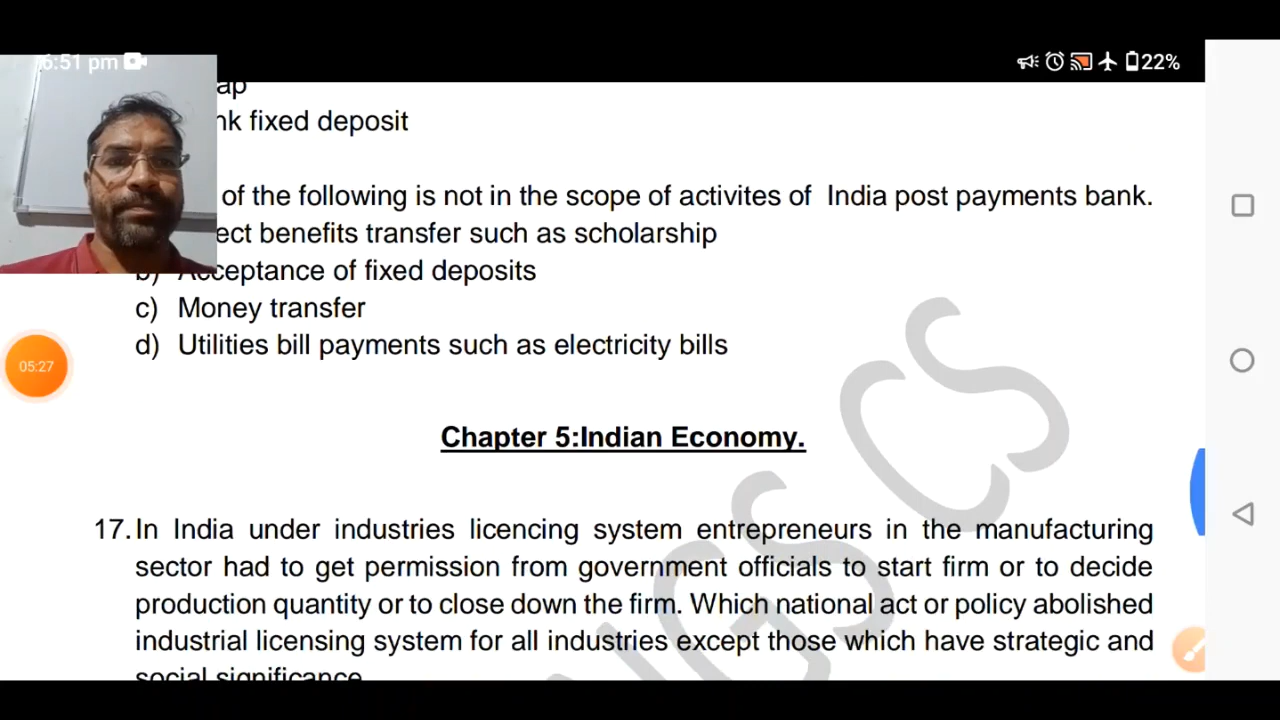 6:51 pm
22%
ap
nk fixed deposit
of the following is not in the scope of activites of India post payments bank.
ect benefits transfer such as scholarship
b) Acceptance of fixed deposits
c) Money transfer
05:27
d) Utilities bill payments such as electricity bills
Chapter 5:Indian Economy.
17. In India under industries licencing system entrepreneurs in the manufacturing
sector had to get permission from government officials to start firm or to decide
production quantity or to close down the firm. Which national act or policy abolished
industrial licensing system for all industries except those which have strategic and
social significance
NGS CS